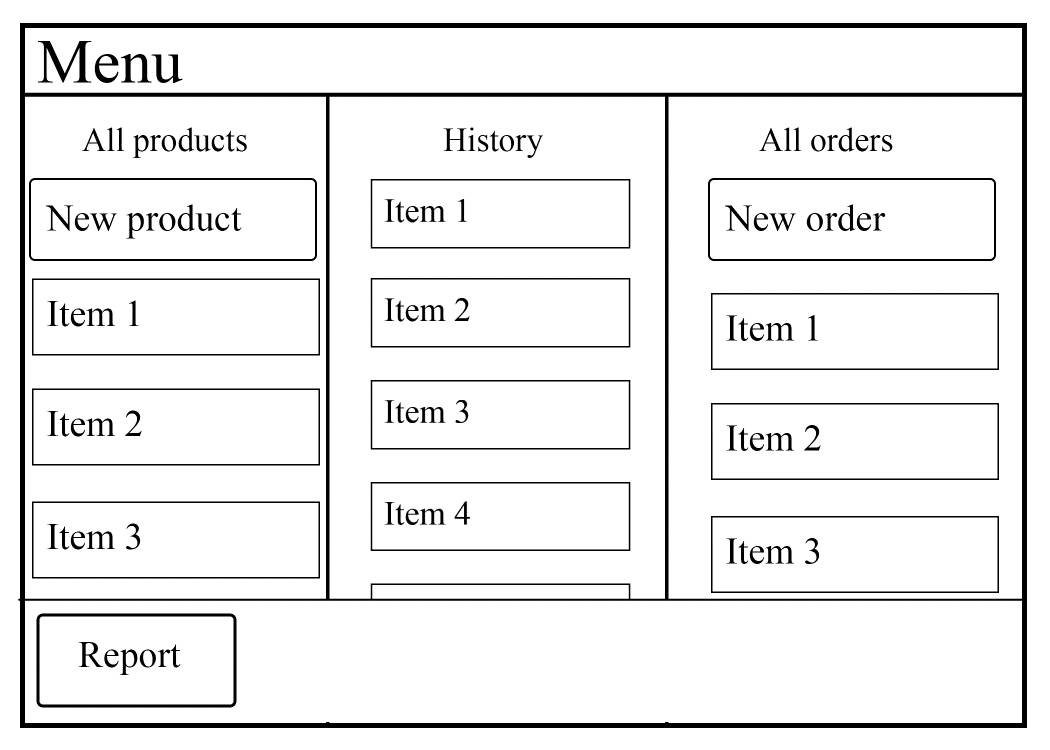 Menu
All products
New product
Item 1
Item 2
Item 3
History
Item 1
Item 2
Item 3
Item 4
All orders
New order
Item 1
Item 2
Item 3
Report